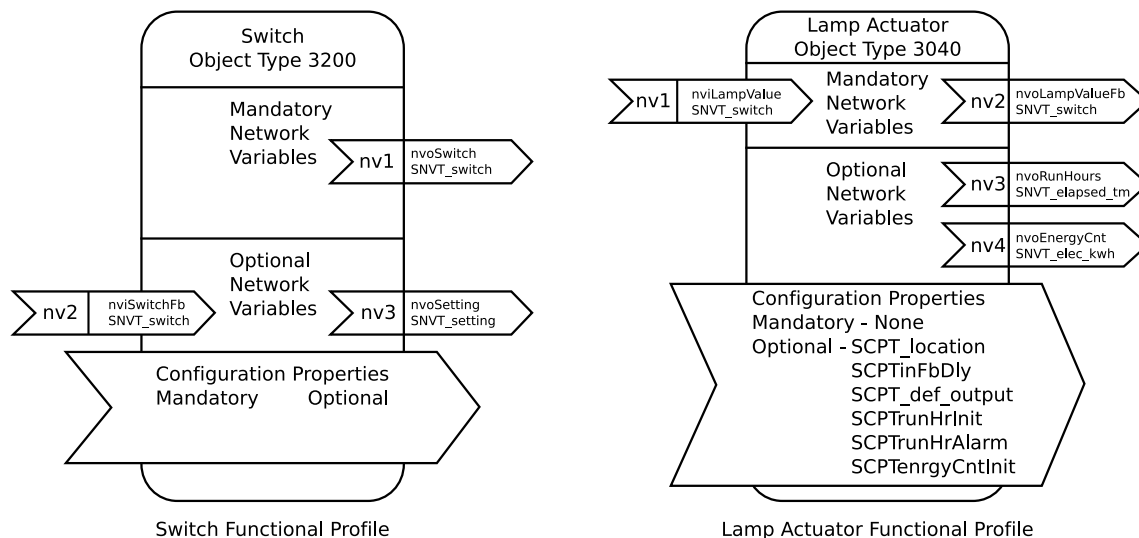 Switch
Object Type 3200
Mandatory
Network
Variables
nv1
nvoSwitch
SNVT_switch
Optional
Network
Variables
nv2
nviSwitchFb
SNVT_switch
nv3
nvoSetting
SNVT_setting
Configuration Properties
Mandatory Optional
Switch Functional Profile
Lamp Actuator
Object Type 3040
Mandatory
Network
Variables
nv1
nviLampValue
SNVT_switch
nv2
nvoLampValueFb
SNVT_switch
Optional
Network
Variables
nv3
nvoRunHours
SNVT_elapsed_tm
nv4
nvoEnergyCnt
SNVT_elec_kwh
Configuration Properties
Mandatory - None
Optional - SCPT_location
SCPTinFbDly
SCPT_def_output
SCPTrunHrInit
SCPTrunHrAlarm
SCPTenrgyCntInit
Lamp Actuator Functional Profile